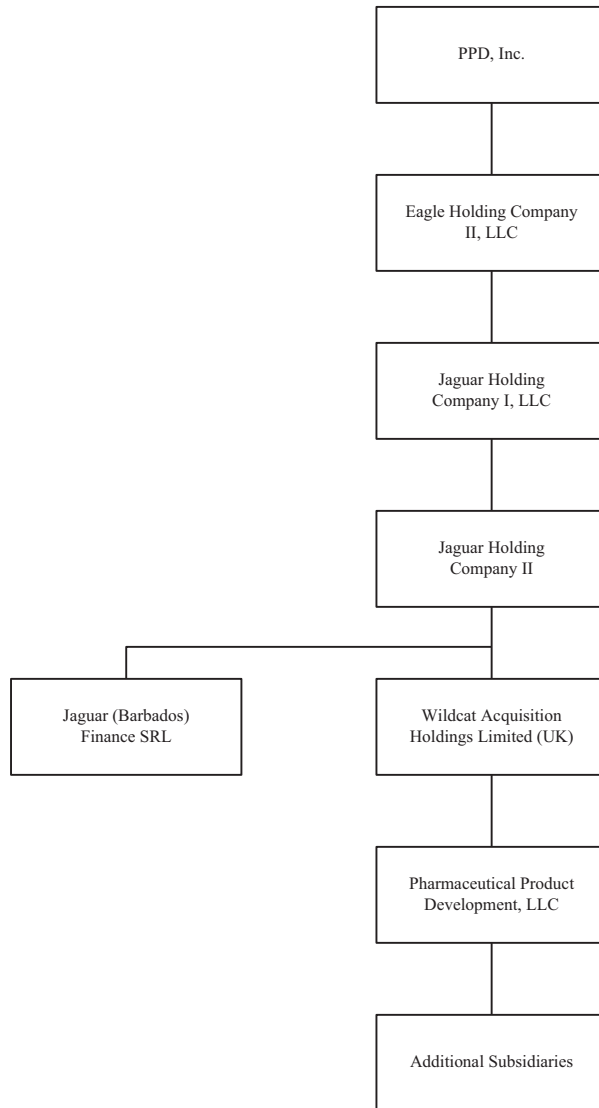 PPD, Inc.
Eagle Holding Company
II, LLC
Jaguar Holding
Company I, LLC
Jaguar Holding
Company II
Jaguar (Barbados)
Finance SRL
Wildcat Acquisition
Holdings Limited (UK)
Pharmaceutical Product
Development, LLC
Additional Subsidiaries